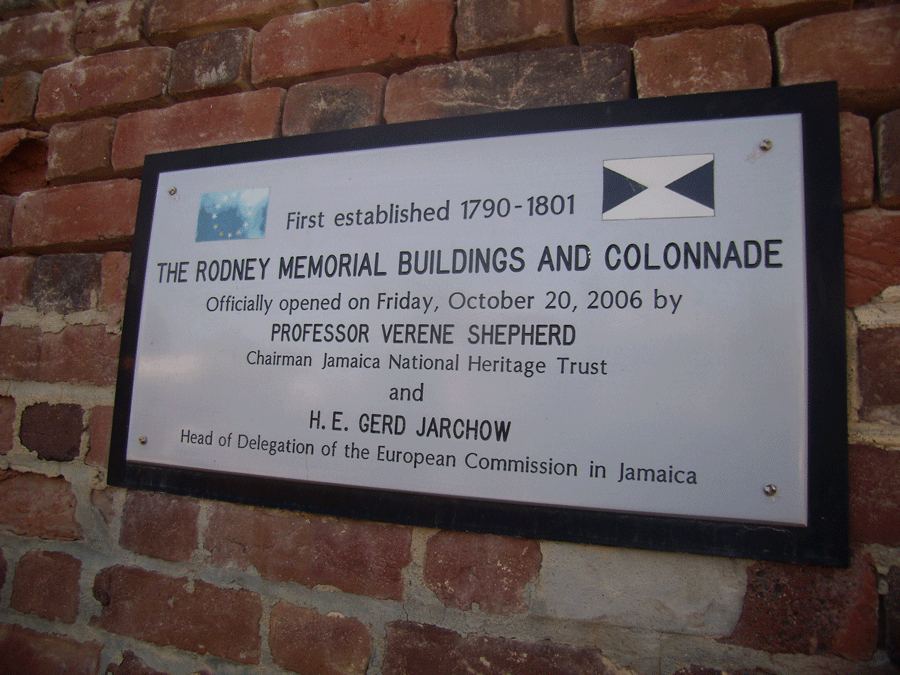 First established 1790-1801
THE RODNEY MEMORIAL BUILDINGS AND COLONNADE
Officially opened on Friday, October 20, 2006 by
PROFESSOR VERENE SHEPHERD
Chairman Jamaica National Heritage Trust
and
H. E. GERD JARCHOW
Head of Delegation of the European Commission in Jamaica